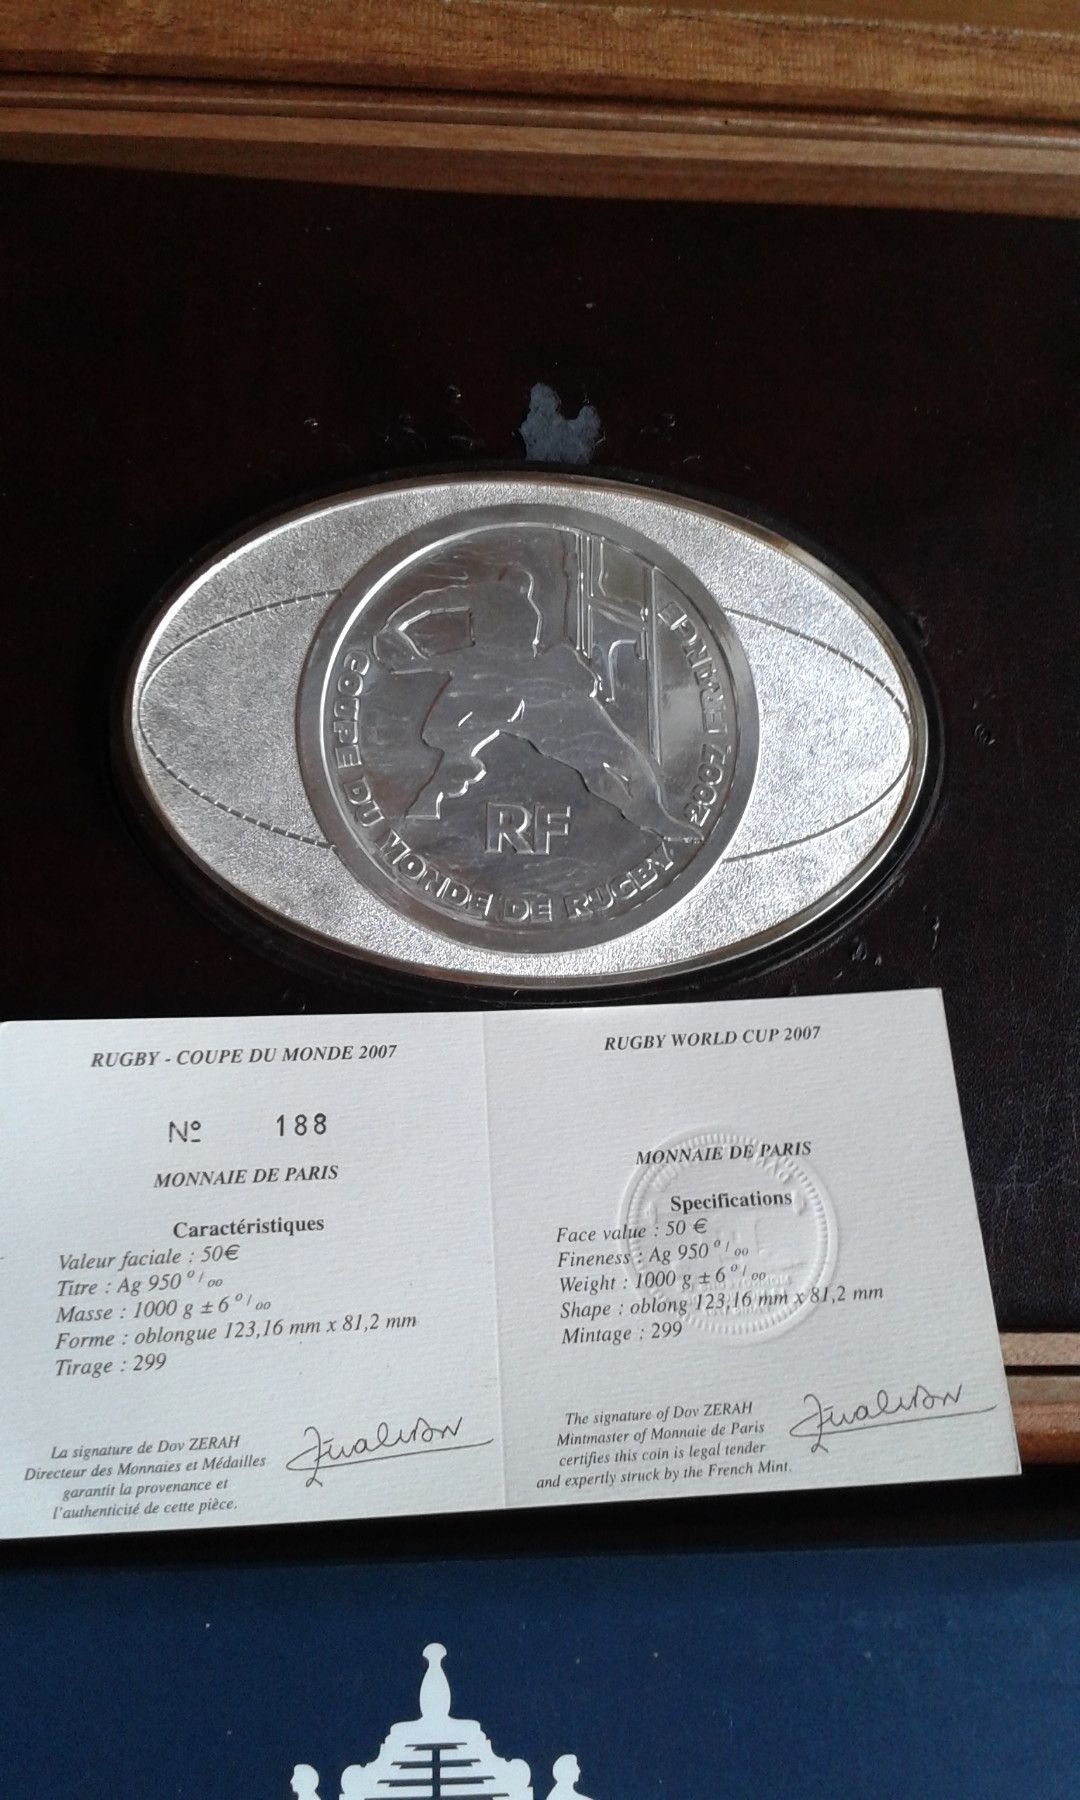 COUPE DU MONDE DE RUGBY 2007 FRANCE
RF
RUGBY - COUPE DU MONDE 2007
Nº 188
MONNAIE DE PARIS
Caractéristiques
Valeur faciale : 50€
Titre : Ag 950 º/ºº
Masse : 1000 g ± 6 º/ºº
Forme : oblongue 123,16 mm x 81,2 mm
Tirage : 299
La signature de Dov ZERAH
Directeur des Monnaies et Médailles
garantit la provenance et
l'authenticité de cette pièce.
RUGBY WORLD CUP 2007
MONNAIE DE PARIS
Specifications
Face value : 50 €
Fineness : Ag 950 º/ºº
Weight : 1000 g ± 6 º/ºº
Shape : oblong 123,16 mm x 81,2 mm
Mintage : 299
The signature of Dov ZERAH
Mintmaster of Monnaie de Paris
certifies this coin is legal tender
and expertly struck by the French Mint.